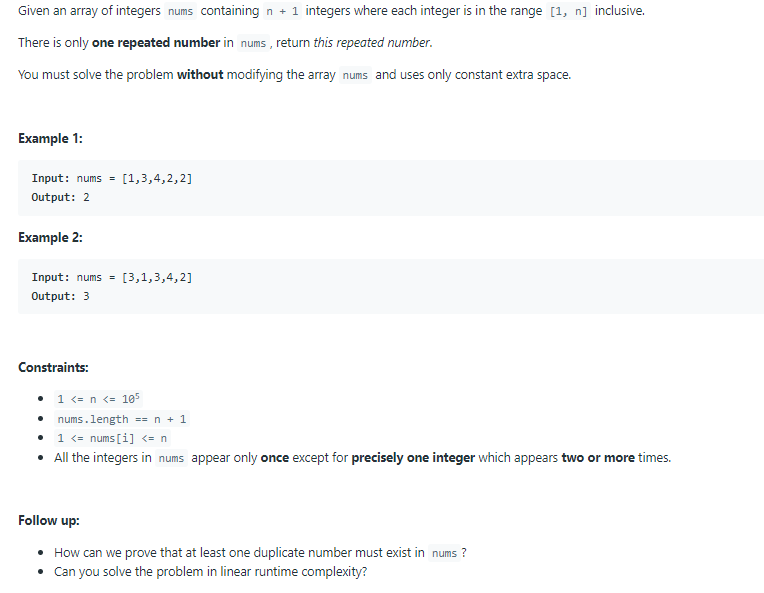 Given an array of integers nums containing n + 1 integers where each integer is in the range [1, n] inclusive.
There is only one repeated number in nums , return this repeated number.
You must solve the problem without modifying the array nums and uses only constant extra space.
Example 1:
Input: nums = [1,3,4,2,2]
Output: 2
Example 2:
Input: nums = [3,1,3,4,2]
Output: 3
Constraints:
• 1 <= n <= 10⁵
• nums.length == n + 1
• 1 <= nums[i] <= n
• All the integers in nums appear only once except for precisely one integer which appears two or more times.
Follow up:
• How can we prove that at least one duplicate number must exist in nums ?
• Can you solve the problem in linear runtime complexity?